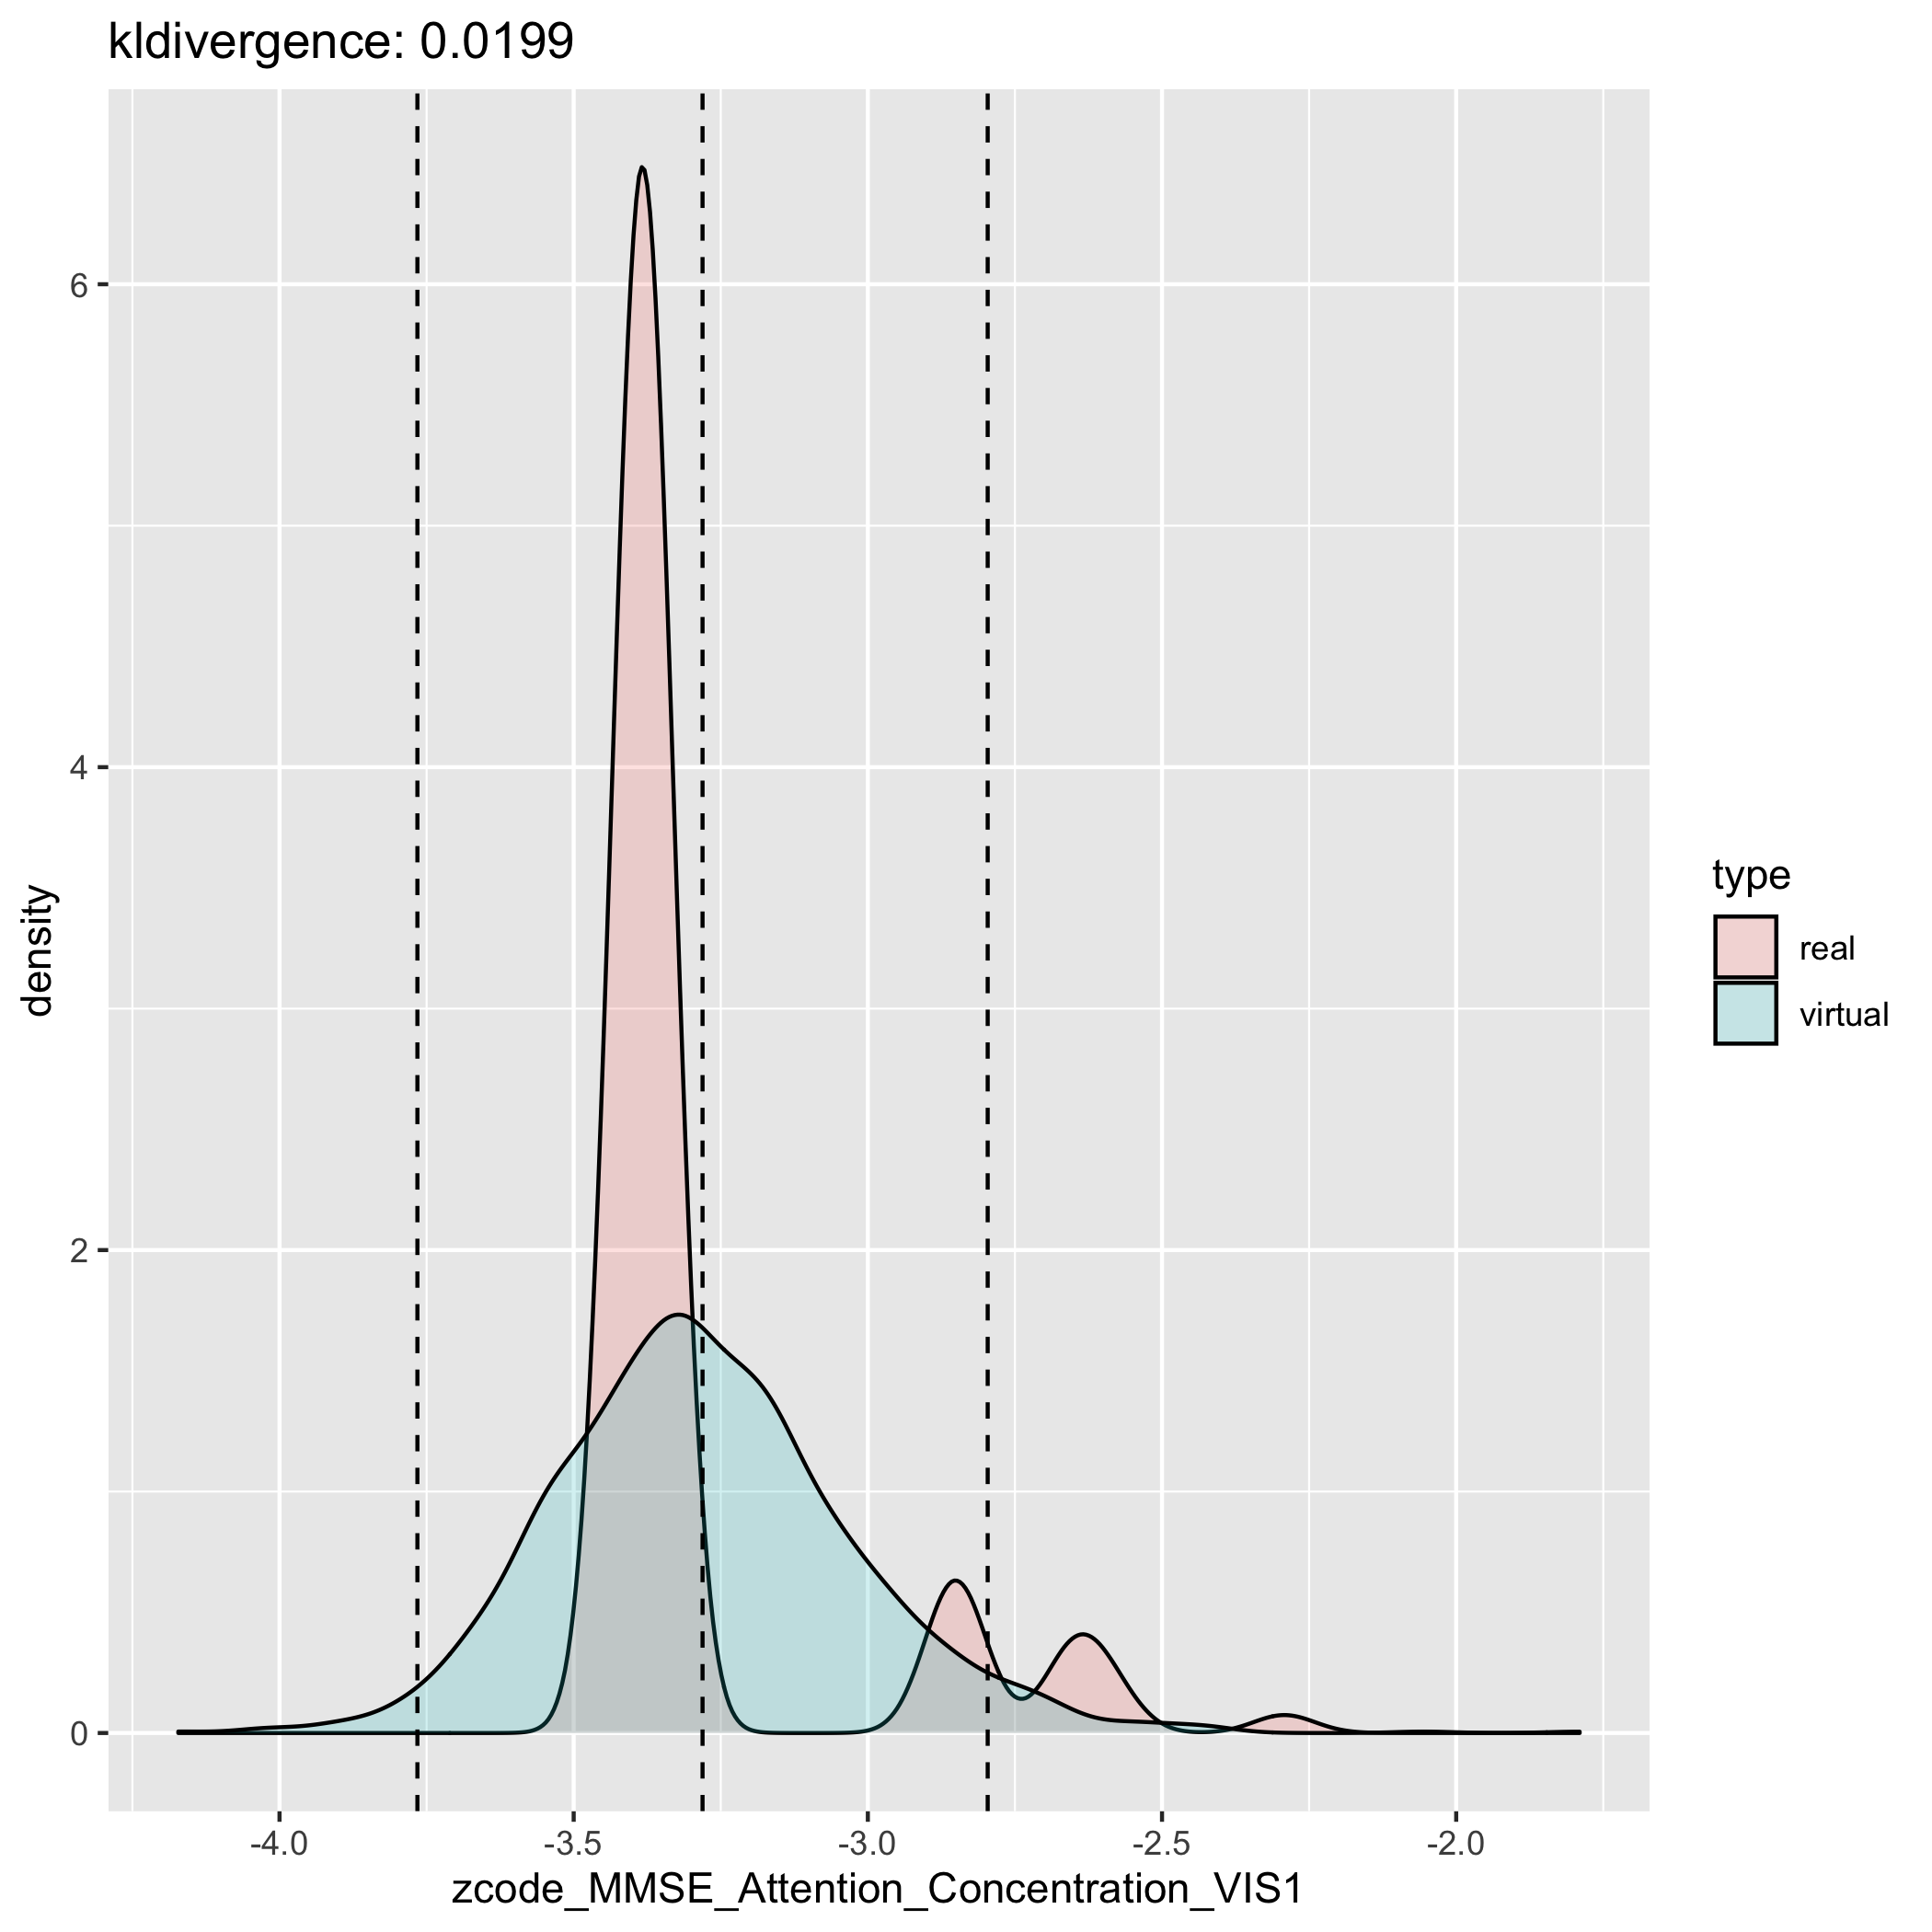 kldivergence: 0.0199
6
4
2
0
density
-4.0 -3.5 -3.0 -2.5 -2.0
zcode_MMSE_Attention_Concentration_VIS1
type
real
virtual